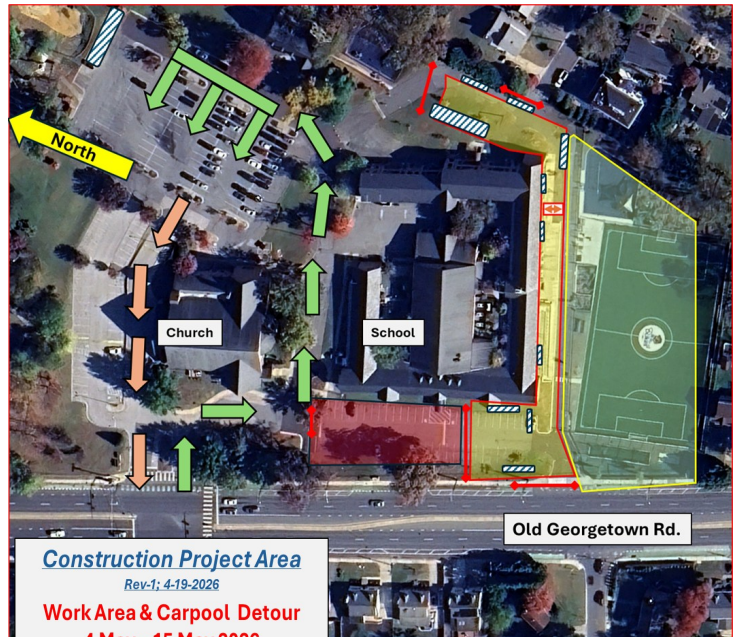 North
Church
School
Old Georgetown Rd.
Construction Project Area
Rev-1; 4-19-2026
Work Area & Carpool Detour